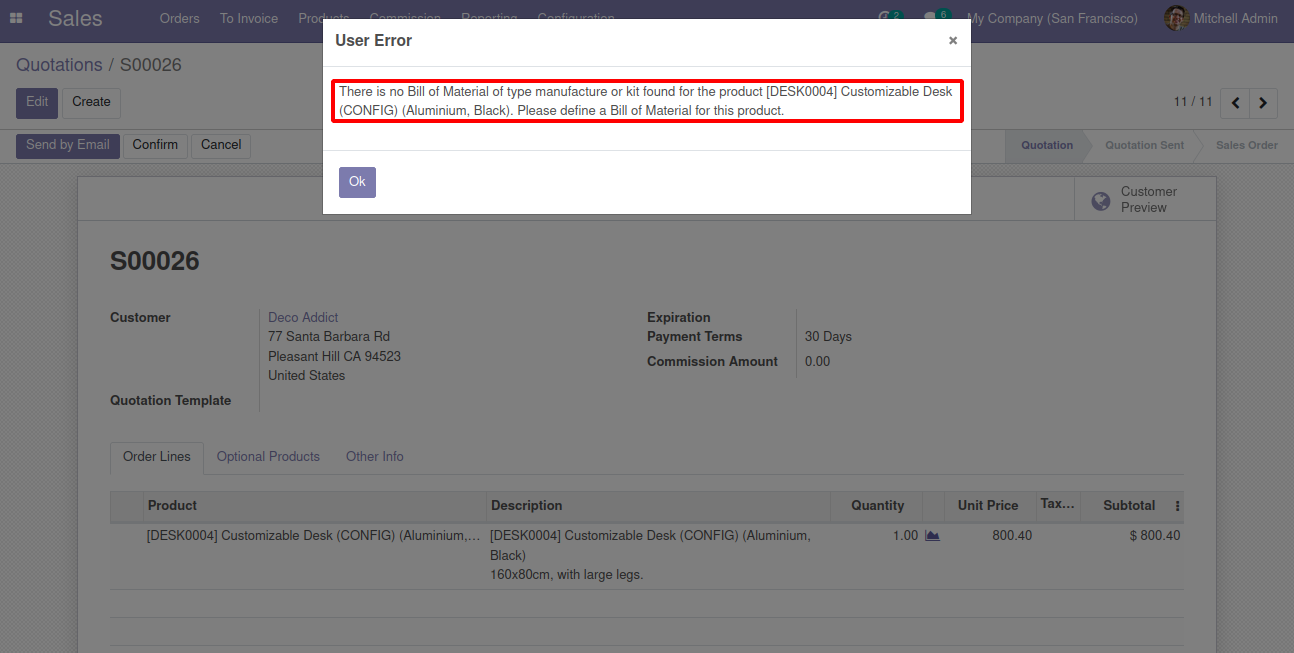 Sales
Orders
To Invoice
Products
Commission
Reporting
Configuration
2
6
My Company (San Francisco)
Mitchell Admin
User Error
×
Quotations / S00026
There is no Bill of Material of type manufacture or kit found for the product [DESK0004] Customizable Desk
(CONFIG) (Aluminium, Black). Please define a Bill of Material for this product.
Edit
Create
11 / 11
Send by Email
Confirm
Cancel
Quotation
Quotation Sent
Sales Order
Ok
Customer
Preview
S00026
Customer
Deco Addict
77 Santa Barbara Rd
Pleasant Hill CA 94523
United States
Quotation Template
Expiration
Payment Terms
30 Days
Commission Amount
0.00
Order Lines
Optional Products
Other Info
Product
Description
Quantity
Unit Price
Tax...
Subtotal
[DESK0004] Customizable Desk (CONFIG) (Aluminium,...
[DESK0004] Customizable Desk (CONFIG) (Aluminium,
Black)
160x80cm, with large legs.
1.00
800.40
$ 800.40